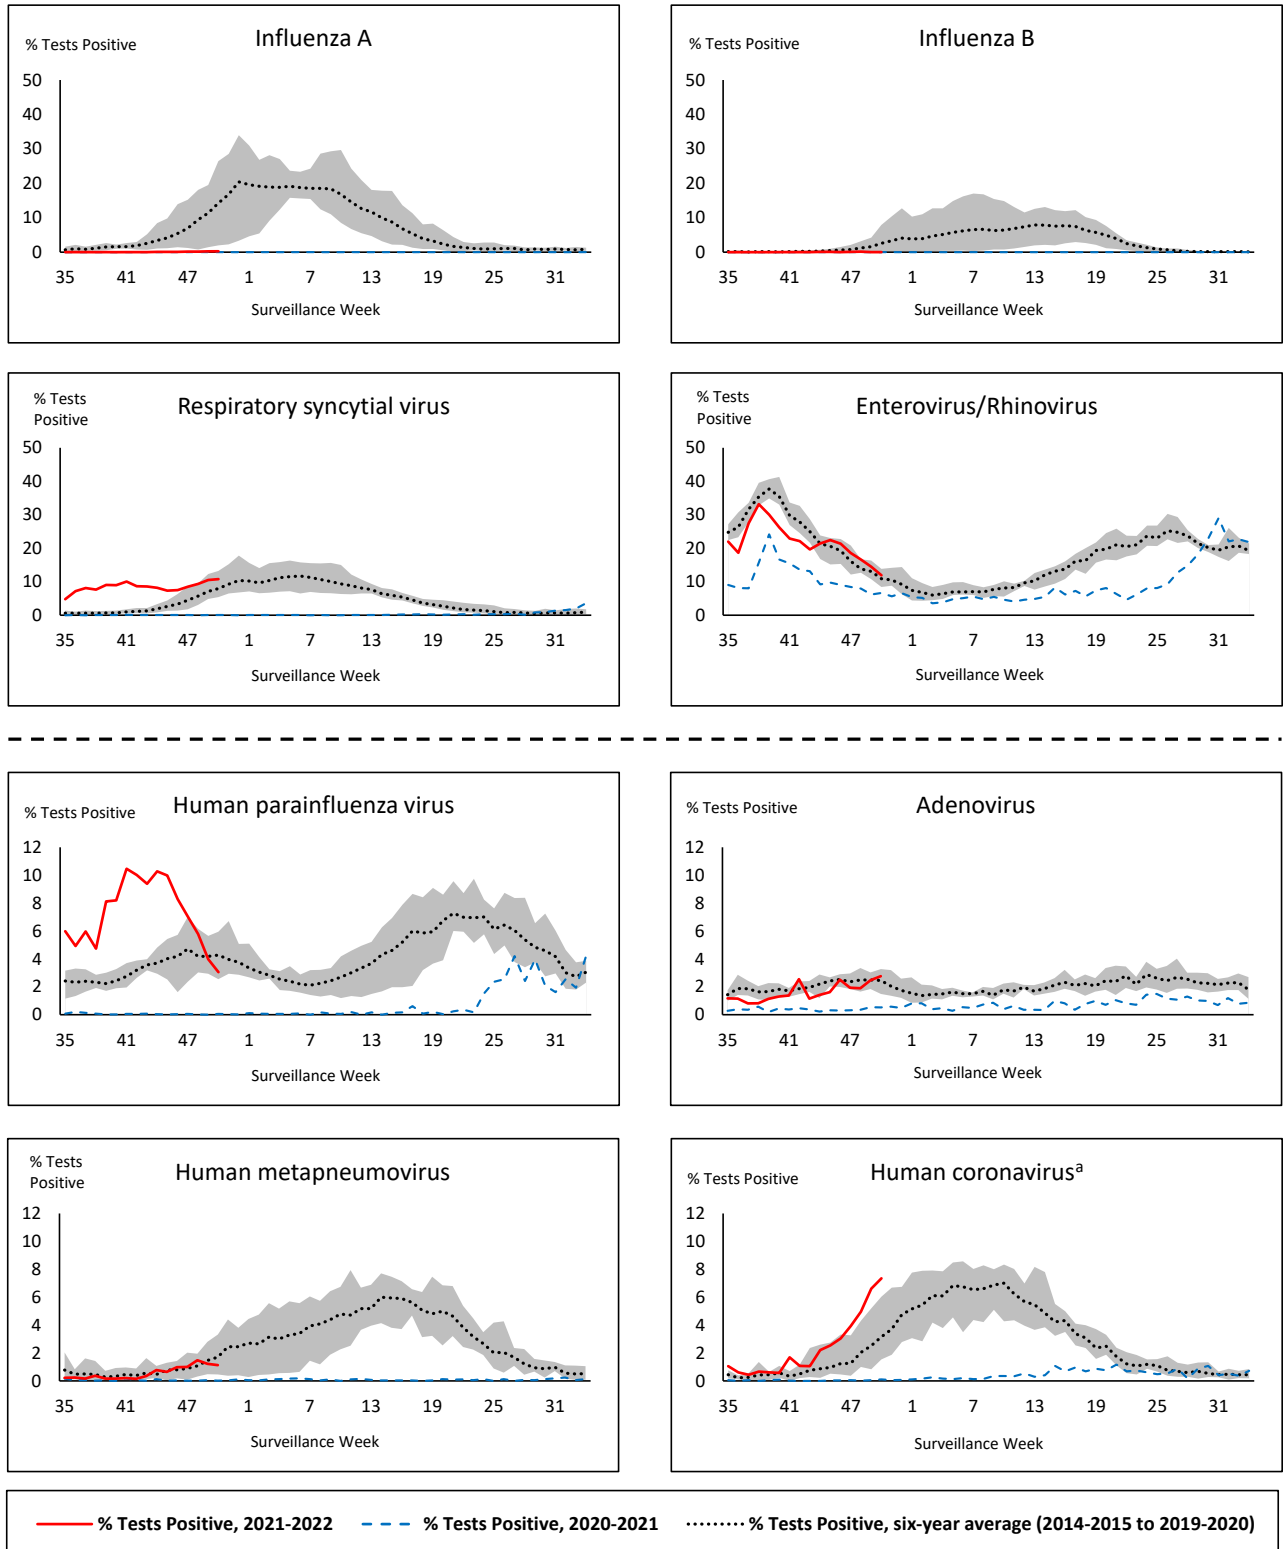 Influenza A
% Tests Positive
50
40
30
20
10
0
35 41 47 1 7 13 19 25 31
Surveillance Week
Influenza B
% Tests Positive
50
40
30
20
10
0
35 41 47 1 7 13 19 25 31
Surveillance Week
Respiratory syncytial virus
% Tests
Positive
50
40
30
20
10
0
35 41 47 1 7 13 19 25 31
Surveillance Week
Enterovirus/Rhinovirus
% Tests
Positive
50
40
30
20
10
0
35 41 47 1 7 13 19 25 31
Surveillance Week
Human parainfluenza virus
% Tests Positive
12
10
8
6
4
2
0
35 41 47 1 7 13 19 25 31
Surveillance Week
Adenovirus
% Tests Positive
12
10
8
6
4
2
0
35 41 47 1 7 13 19 25 31
Surveillance Week
Human metapneumovirus
% Tests
Positive
12
10
8
6
4
2
0
35 41 47 1 7 13 19 25 31
Surveillance Week
Human coronavirusᵃ
% Tests Positive
12
10
8
6
4
2
0
35 41 47 1 7 13 19 25 31
Surveillance Week
% Tests Positive, 2021-2022 % Tests Positive, 2020-2021 % Tests Positive, six-year average (2014-2015 to 2019-2020)